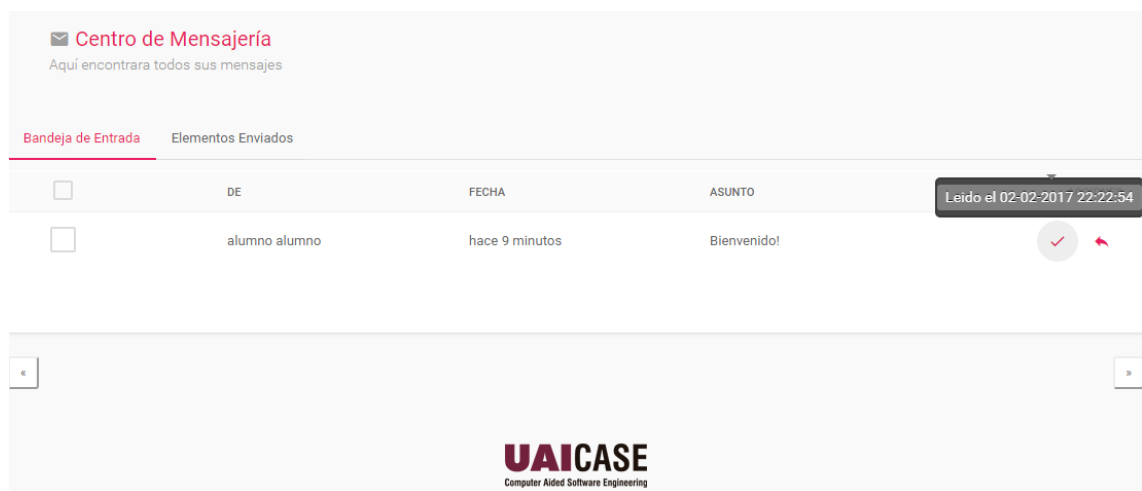 Centro de Mensajería
Aquí encontrara todos sus mensajes
Bandeja de Entrada Elementos Enviados
DE FECHA ASUNTO
Leido el 02-02-2017 22:22:54
alumno alumno hace 9 minutos Bienvenido!
« »
UAICASE
Computer Aided Software Engineering